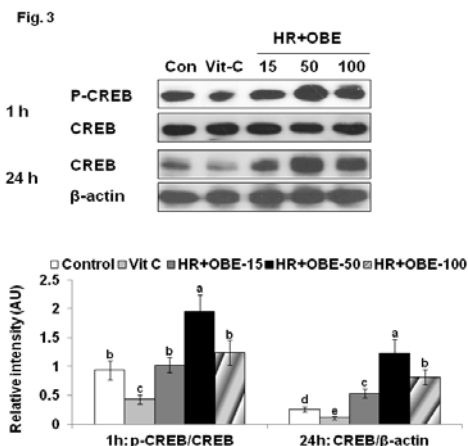 Fig. 3
HR+OBE
Con Vit-C 15 50 100
P-CREB
1 h
CREB
CREB
24 h
β-actin
Control Vit C HR+OBE-15 HR+OBE-50 HR+OBE-100
Relative intensity (AU)
2.5
2
1.5
1
0.5
0
b c b a b
d e c a b
1h: p-CREB/CREB 24h: CREB/β-actin